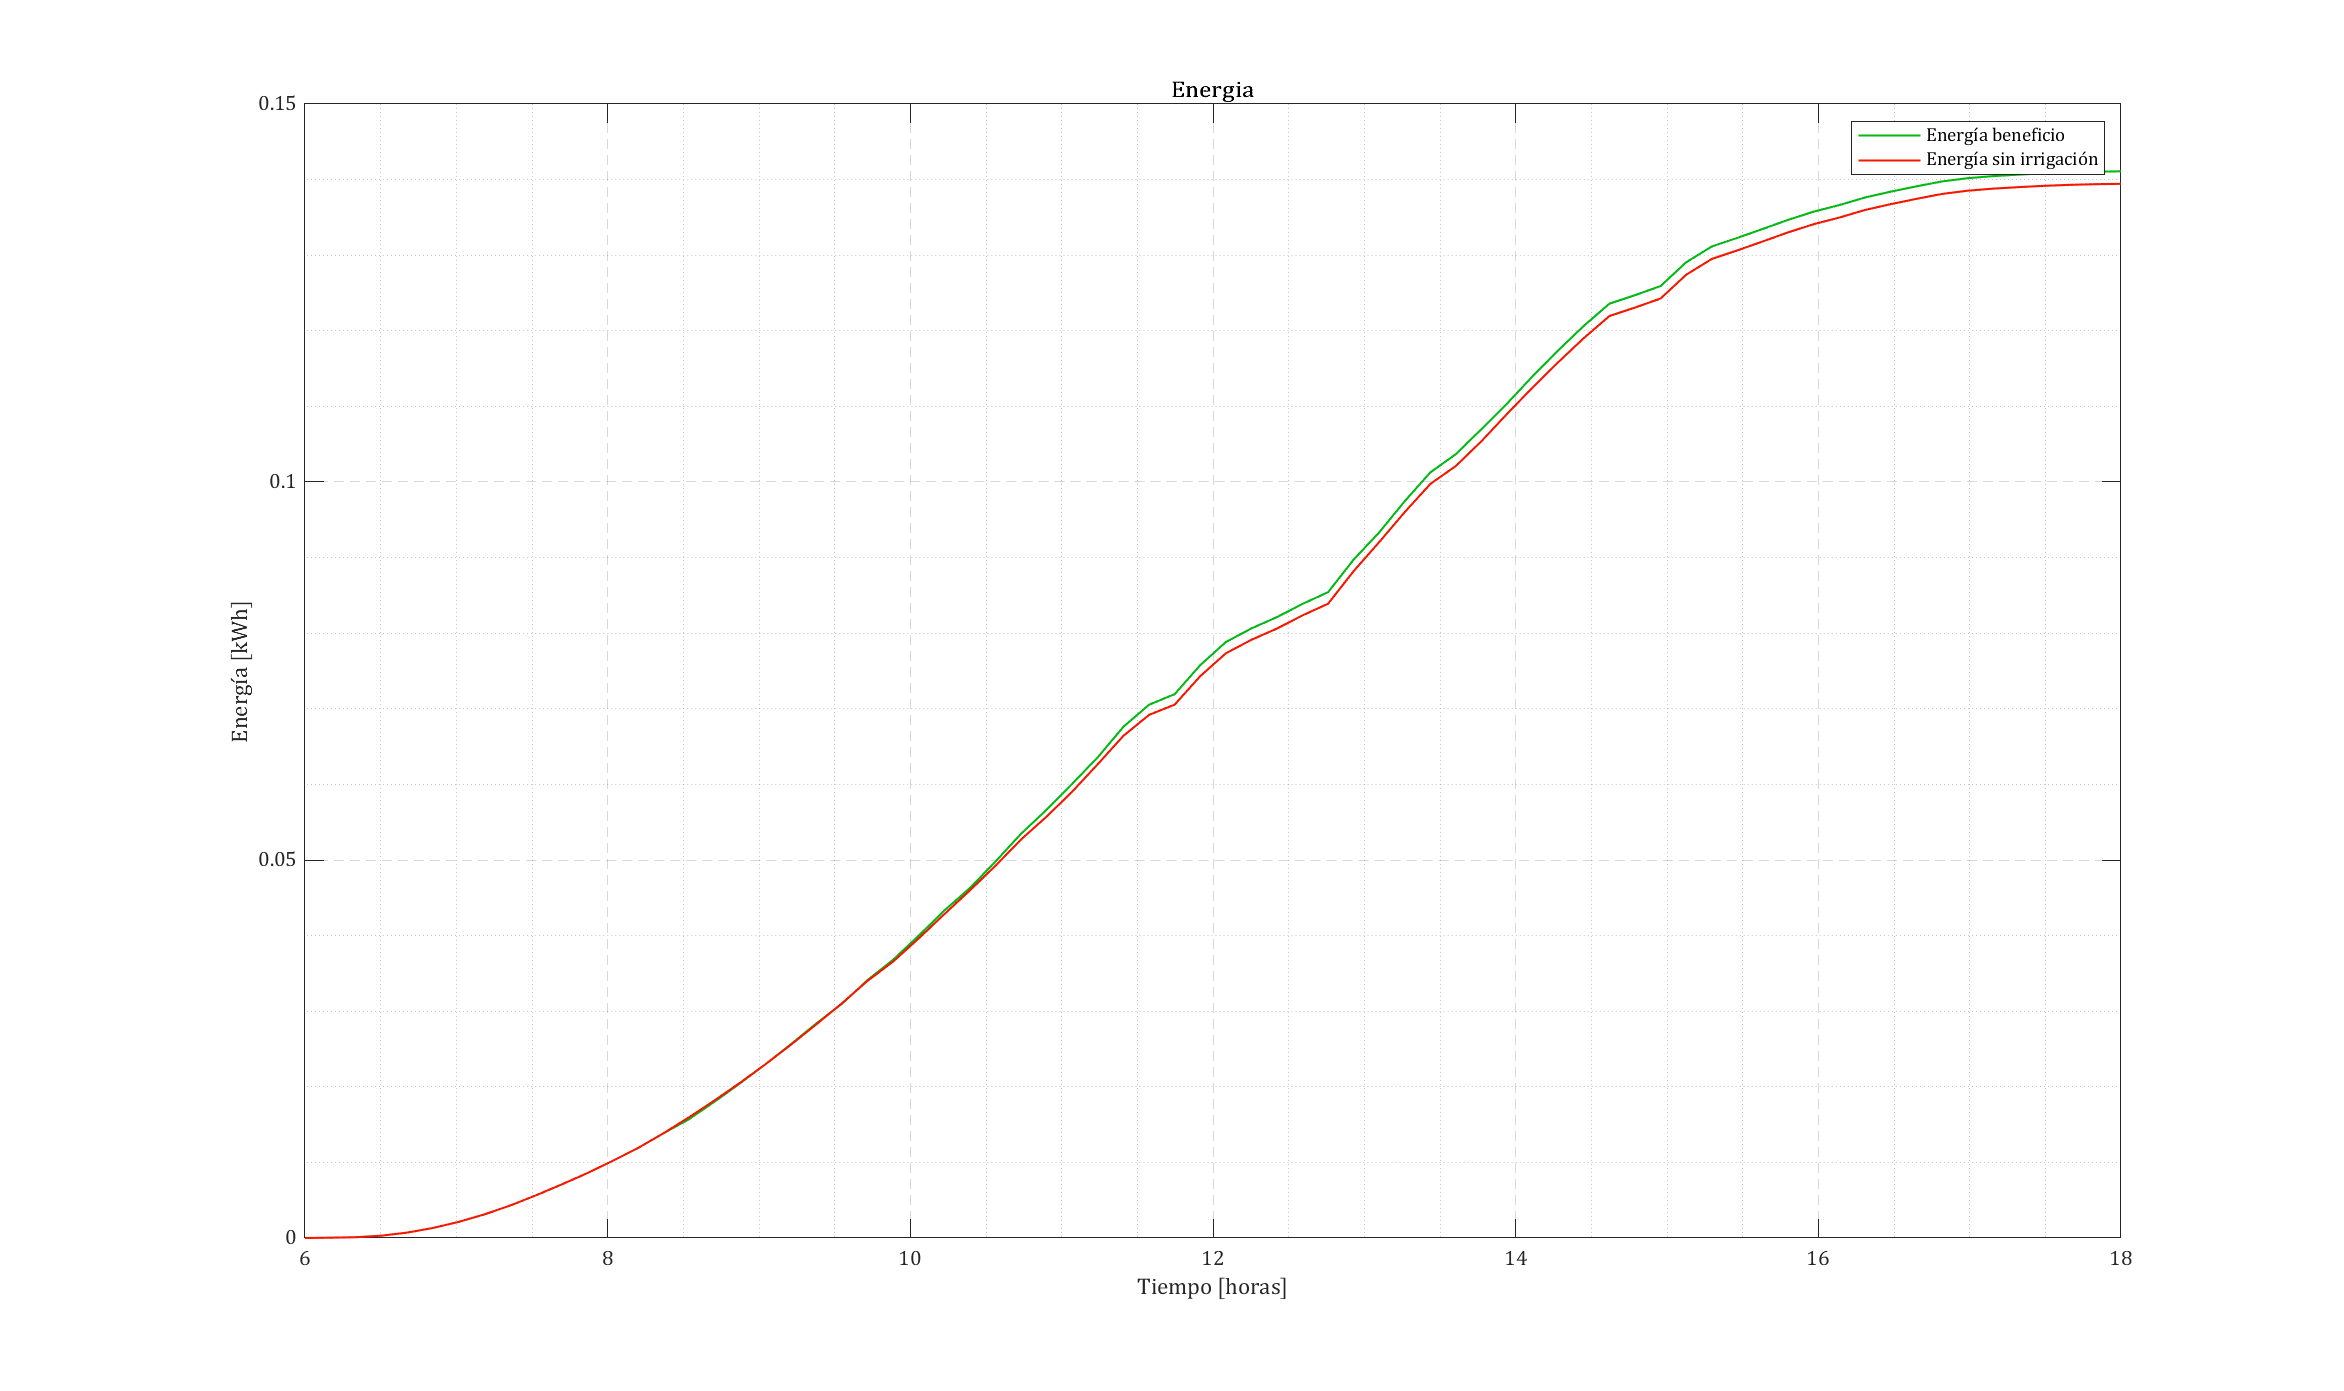 Energia
0.15
0.1
0.05
0
Energía [kWh]
Energía beneficio
Energía sin irrigación
6 8 10 12 14 16 18
Tiempo [horas]